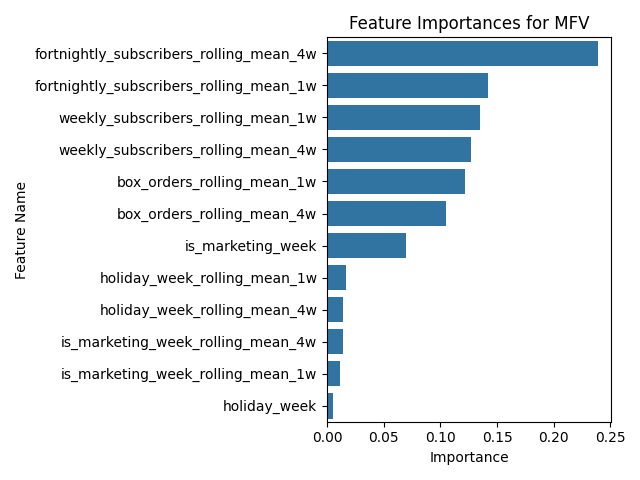 Feature Importances for MFV
fortnightly_subscribers_rolling_mean_4w
fortnightly_subscribers_rolling_mean_1w
weekly_subscribers_rolling_mean_1w
weekly_subscribers_rolling_mean_4w
box_orders_rolling_mean_1w
box_orders_rolling_mean_4w
is_marketing_week
holiday_week_rolling_mean_1w
holiday_week_rolling_mean_4w
is_marketing_week_rolling_mean_4w
is_marketing_week_rolling_mean_1w
holiday_week
Feature Name
0.00 0.05 0.10 0.15 0.20 0.25
Importance